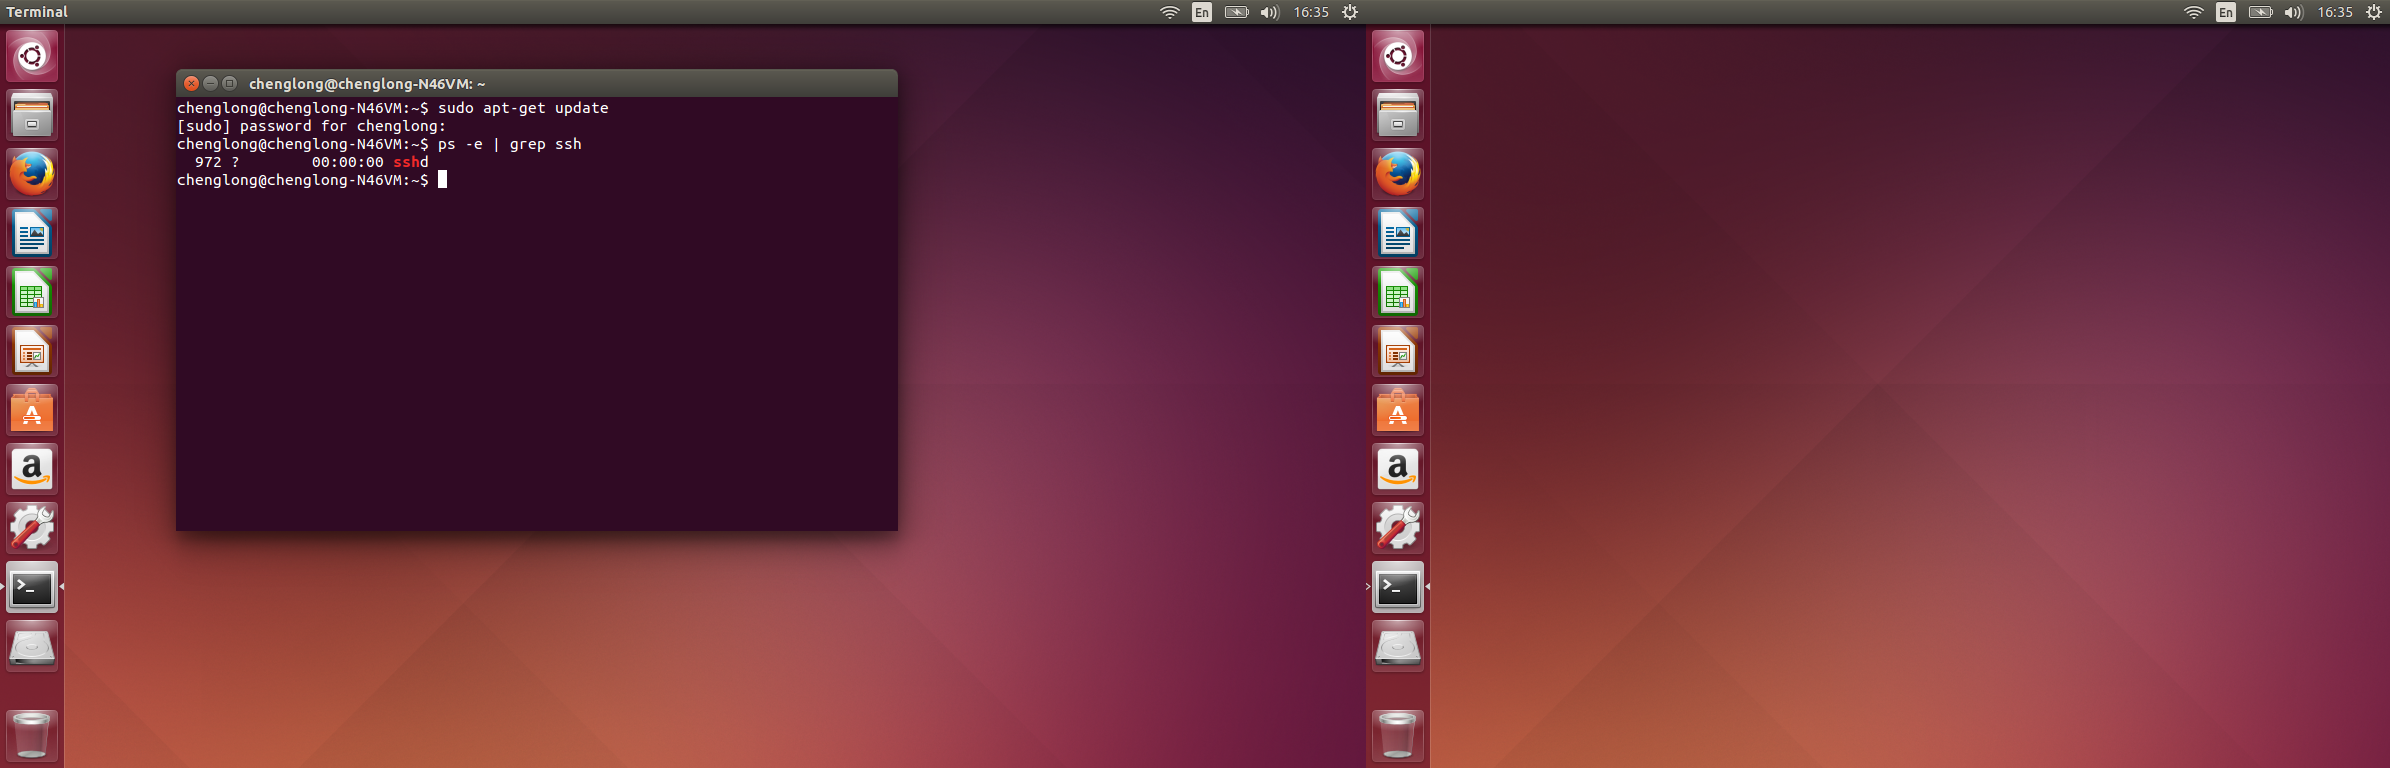 Terminal
En
16:35
En
16:35
chenglong@chenglong-N46VM: ~
chenglong@chenglong-N46VM:~$ sudo apt-get update
[sudo] password for chenglong:
chenglong@chenglong-N46VM:~$ ps -e | grep ssh
  972 ?        00:00:00 sshd
chenglong@chenglong-N46VM:~$